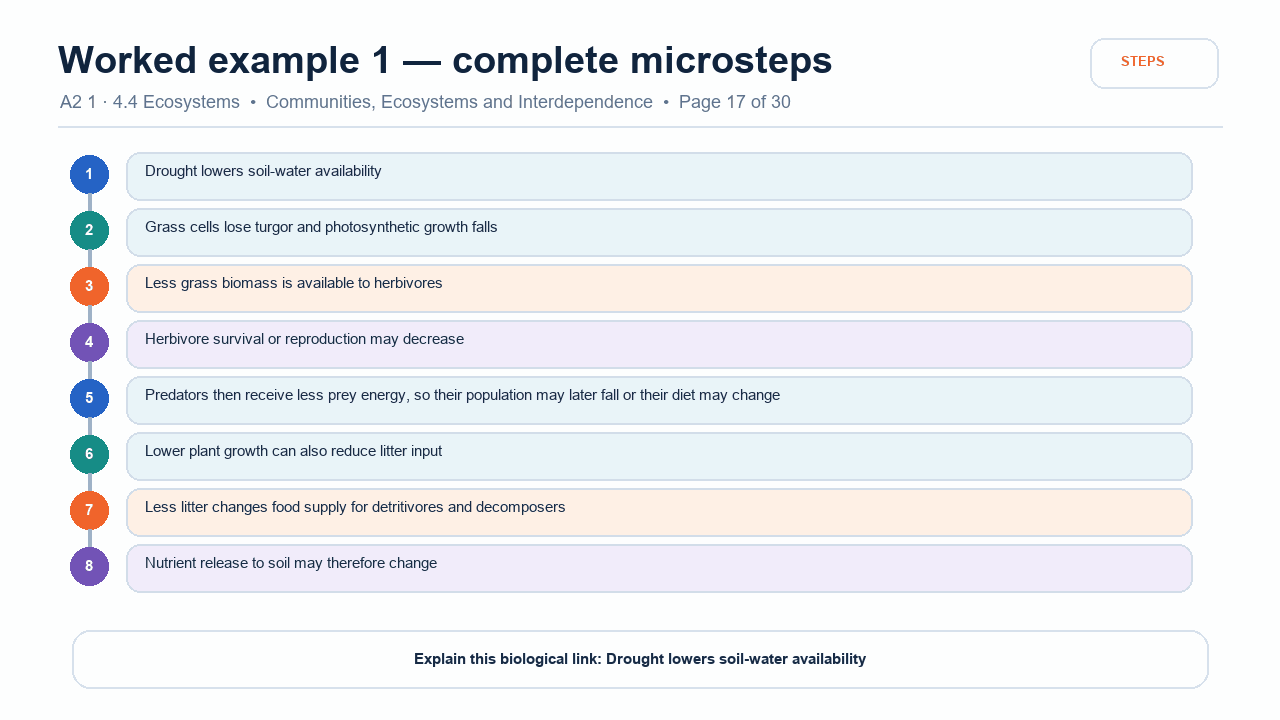 Worked example 1 — complete microsteps
STEPS
A2 1 · 4.4 Ecosystems • Communities, Ecosystems and Interdependence • Page 17 of 30
1 Drought lowers soil-water availability
2 Grass cells lose turgor and photosynthetic growth falls
3 Less grass biomass is available to herbivores
4 Herbivore survival or reproduction may decrease
5 Predators then receive less prey energy, so their population may later fall or their diet may change
6 Lower plant growth can also reduce litter input
7 Less litter changes food supply for detritivores and decomposers
8 Nutrient release to soil may therefore change
Explain this biological link: Drought lowers soil-water availability